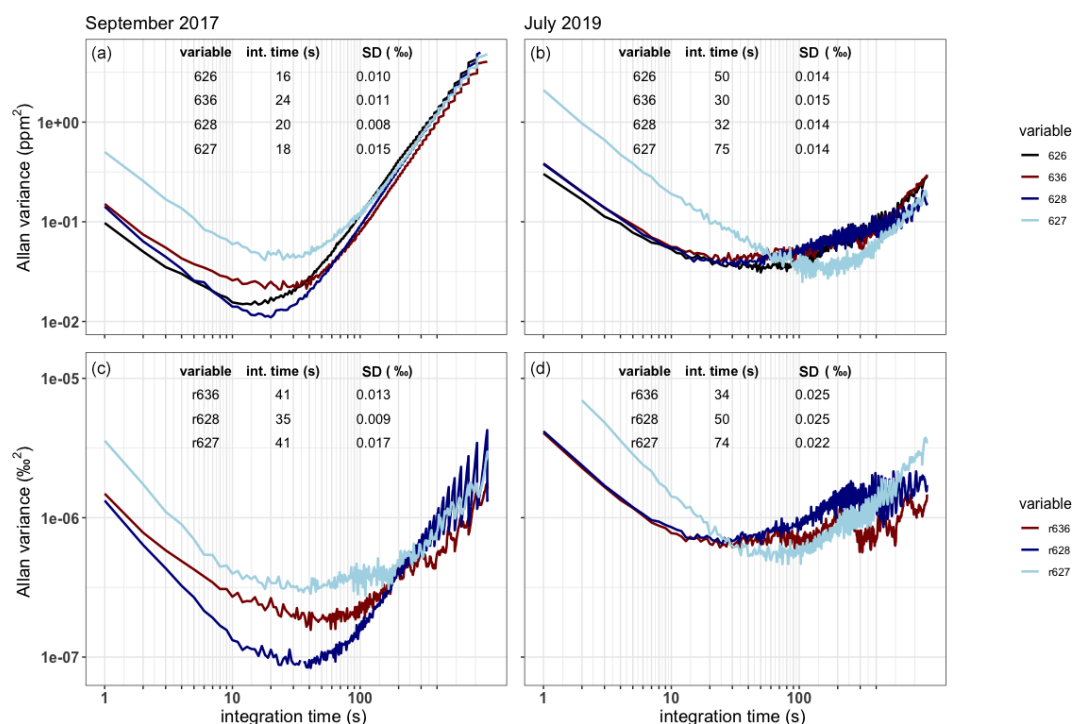 September 2017
July 2019
(a)
variable int. time (s) SD ( ‰)
626 16 0.010
636 24 0.011
628 20 0.008
627 18 0.015
(b)
variable int. time (s) SD ( ‰)
626 50 0.014
636 30 0.015
628 32 0.014
627 75 0.014
Allan variance (ppm²)
1e+00
1e-01
1e-02
variable
626
636
628
627
(c)
variable int. time (s) SD ( ‰)
r636 41 0.013
r628 35 0.009
r627 41 0.017
(d)
variable int. time (s) SD ( ‰)
r636 34 0.025
r628 50 0.025
r627 74 0.022
Allan variance (‰²)
1e-05
1e-06
1e-07
variable
r636
r628
r627
1 10 100
1 10 100
integration time (s)
integration time (s)